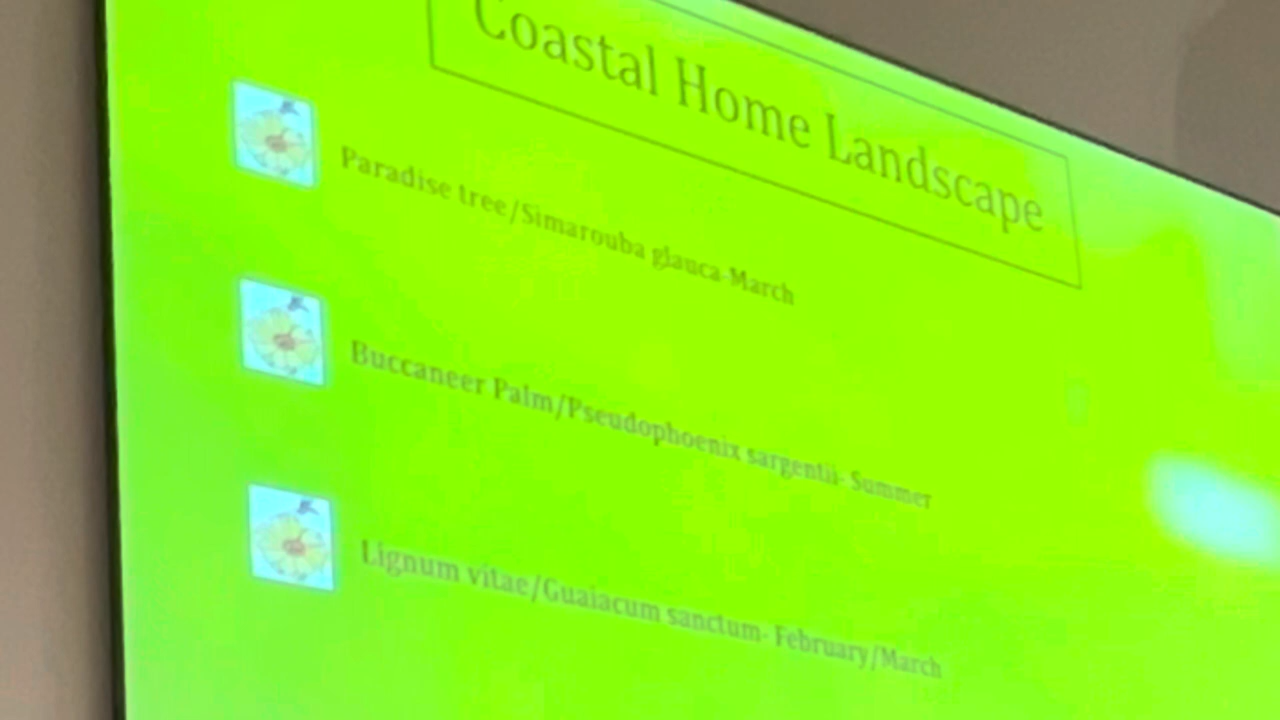 Coastal Home Landscape
Paradise tree/Simarouba glauca-March
Buccaneer Palm/Pseudophoenix sargentii- Summer
Lignum vitae/Guaiacum sanctum- February/March